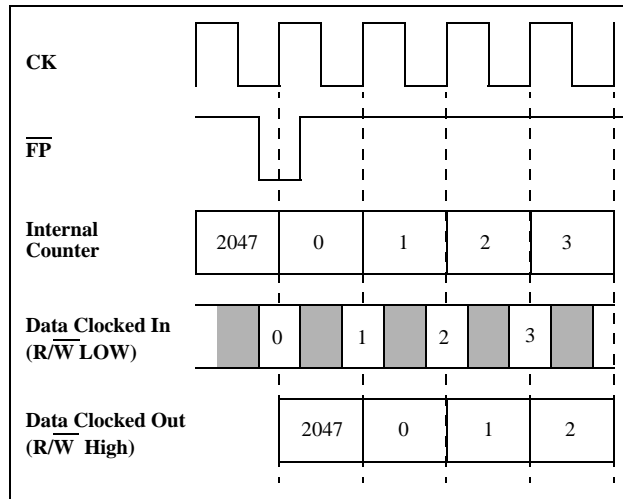 CK
F̅P̅
Internal
Counter
2047 0 1 2 3
Data Clocked In
(R/W̅ LOW)
0 1 2 3
Data Clocked Out
(R/W̅ High)
2047 0 1 2